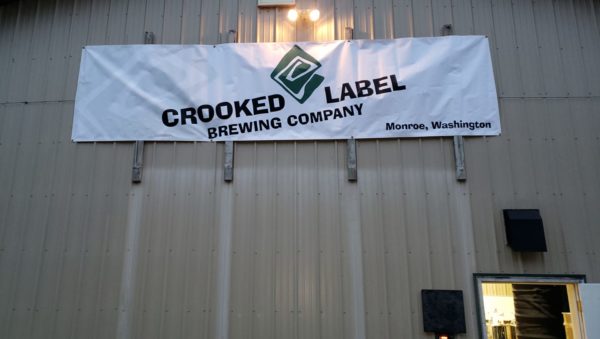 CROOKED LABEL
BREWING COMPANY
Monroe, Washington